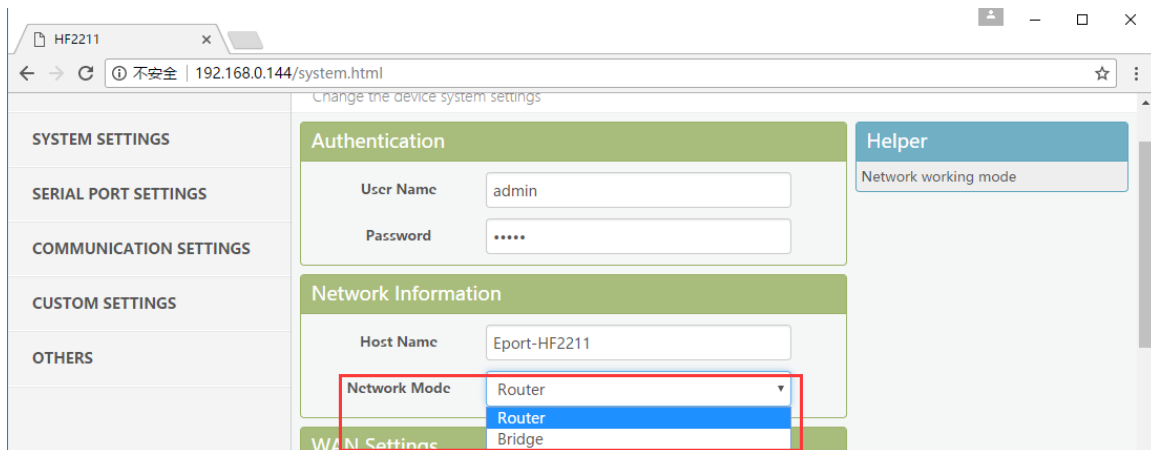 HF2211
不安全 | 192.168.0.144/system.html
Change the device system settings
SYSTEM SETTINGS
SERIAL PORT SETTINGS
COMMUNICATION SETTINGS
CUSTOM SETTINGS
OTHERS
Authentication
User Name admin
Password •••••
Network Information
Host Name Eport-HF2211
Network Mode Router
Router
Bridge
WAN Settings
Helper
Network working mode